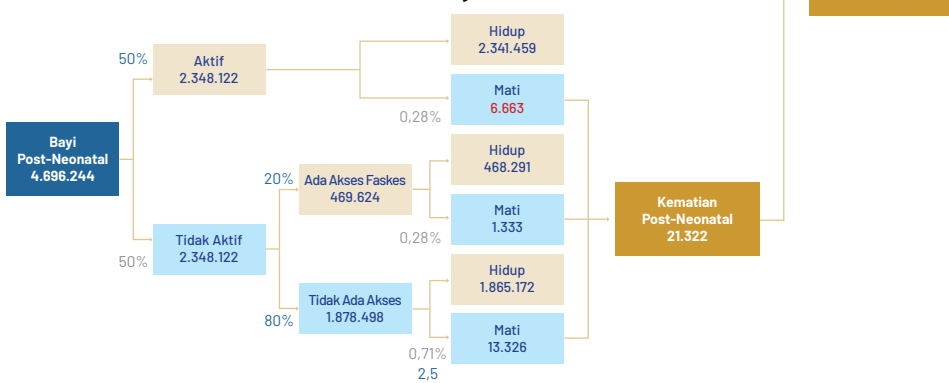 Hidup
2.341.459
50%
Aktif
2.348.122
Mati
6.663
0,28%
Bayi
Post-Neonatal
4.696.244
Hidup
468.291
20%
Ada Akses Faskes
469.624
Mati
1.333
0,28%
Kematian
Post-Neonatal
21.322
Tidak Aktif
2.348.122
50%
Hidup
1.865.172
Tidak Ada Akses
1.878.498
80%
Mati
13.326
0,71%
2,5